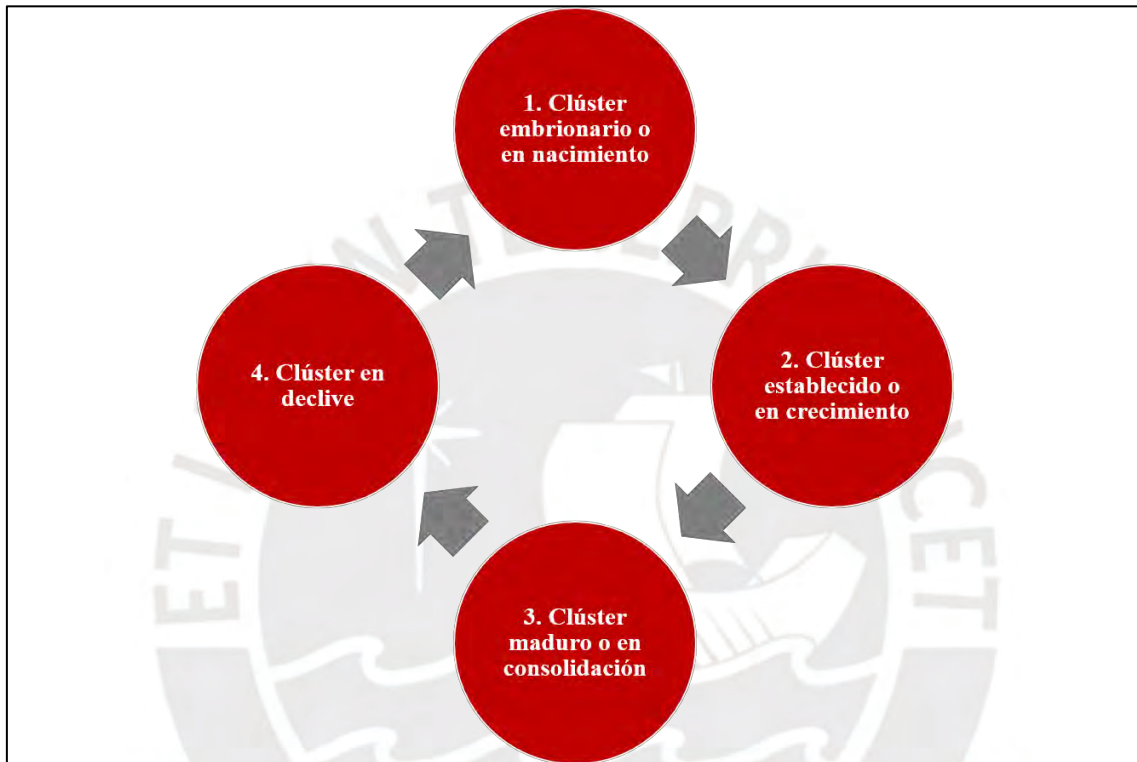 1. Clúster
embrionario o
en nacimiento
2. Clúster
establecido o
en crecimiento
3. Clúster
maduro o en
consolidación
4. Clúster en
declive
ET